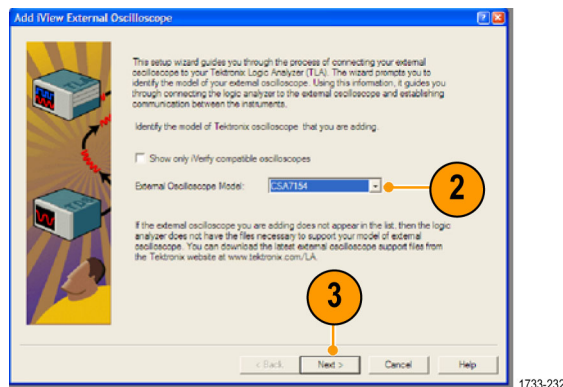 Add iView External Oscilloscope
This setup wizard guides you through the process of connecting your external
oscilloscope to your Tektronix Logic Analyzer (TLA). The wizard prompts you to
identify the model of your external oscilloscope. Using this information, it guides you
through connecting the logic analyzer to the external oscilloscope and establishing
communication between the instruments.
Identify the model of Tektronix oscilloscope that you are adding.
Show only iVerify compatible oscilloscopes
External Oscilloscope Model: CSA7154
2
If the external oscilloscope you are adding does not appear in the list, then the logic
analyzer does not have the files necessary to support your model of external
oscilloscope. You can download the latest external oscilloscope support files from
the Tektronix website at www.tektronix.com/LA.
3
< Back Next > Cancel Help
1733-232